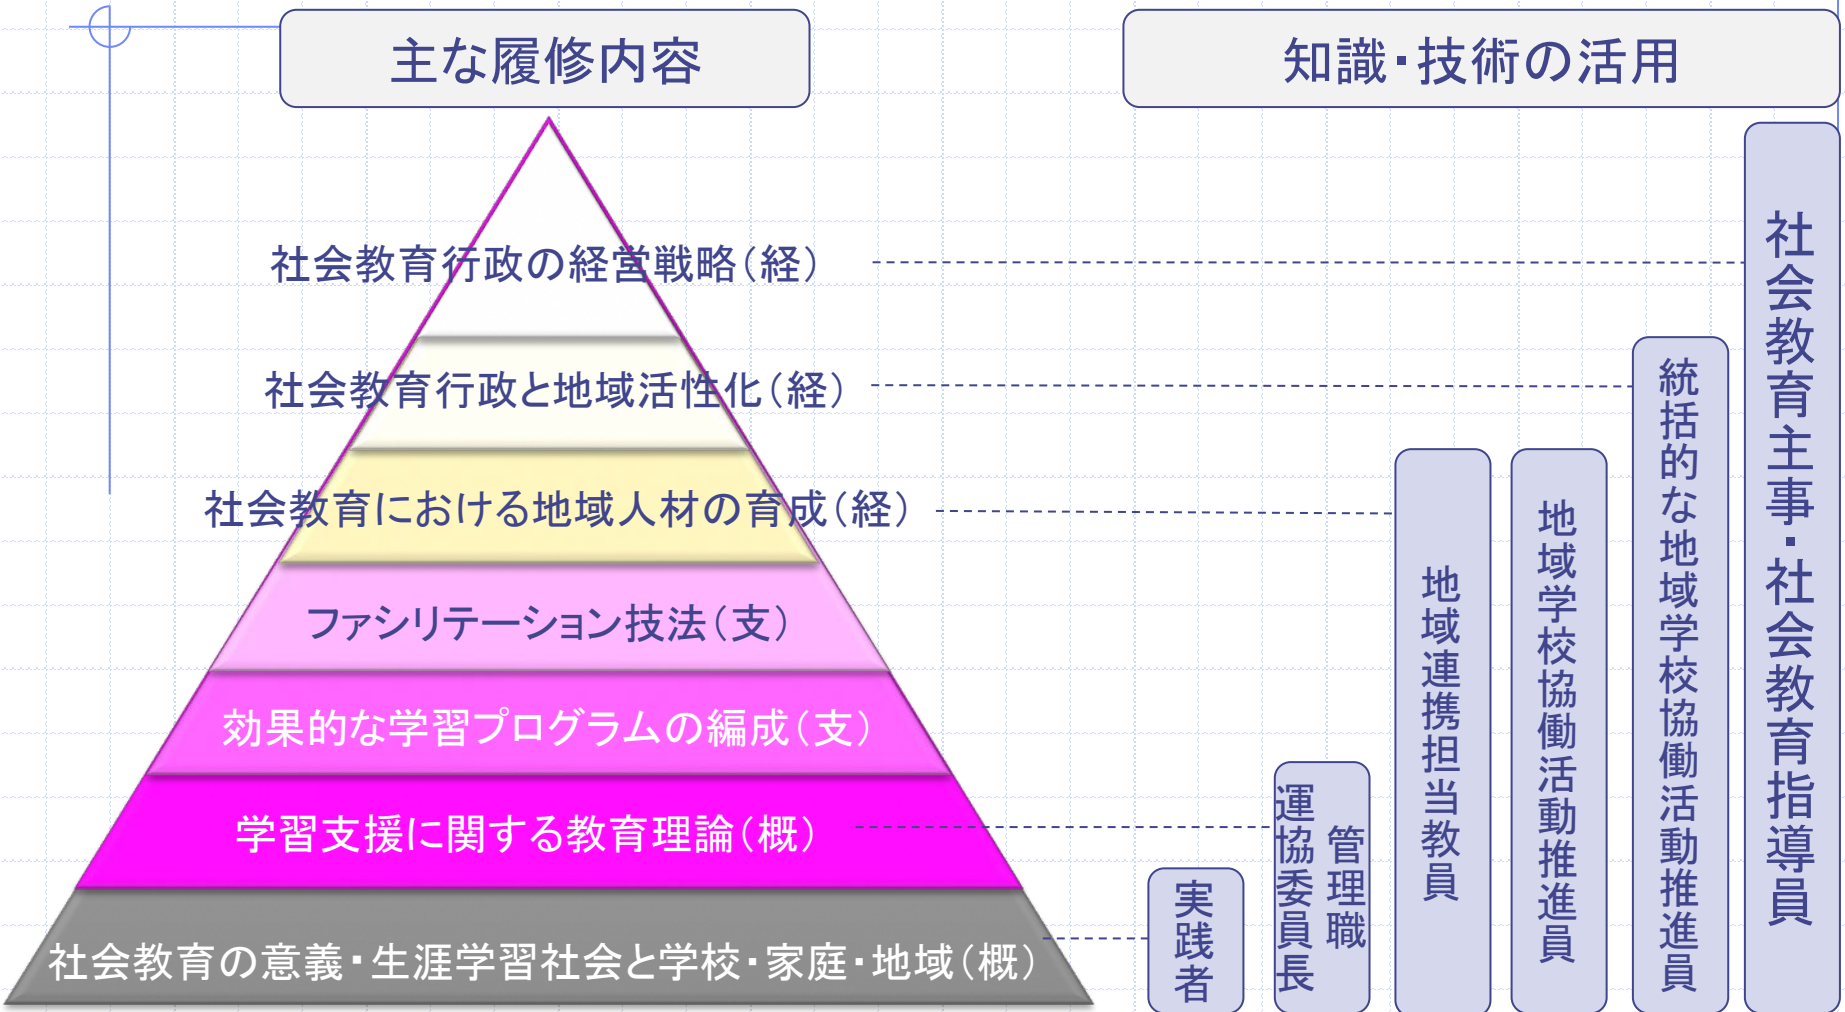 主な履修内容
知識・技術の活用
社会教育行政の経営戦略（経）
社会教育行政と地域活性化（経）
社会教育における地域人材の育成（経）
ファシリテーション技法（支）
効果的な学習プログラムの編成（支）
学習支援に関する教育理論（概）
社会教育の意義・生涯学習社会と学校・家庭・地域（概）
実践者
管理職
運協委員長
地域連携担当教員
地域学校協働活動推進員
統括的な地域学校協働活動推進員
社会教育主事・社会教育指導員